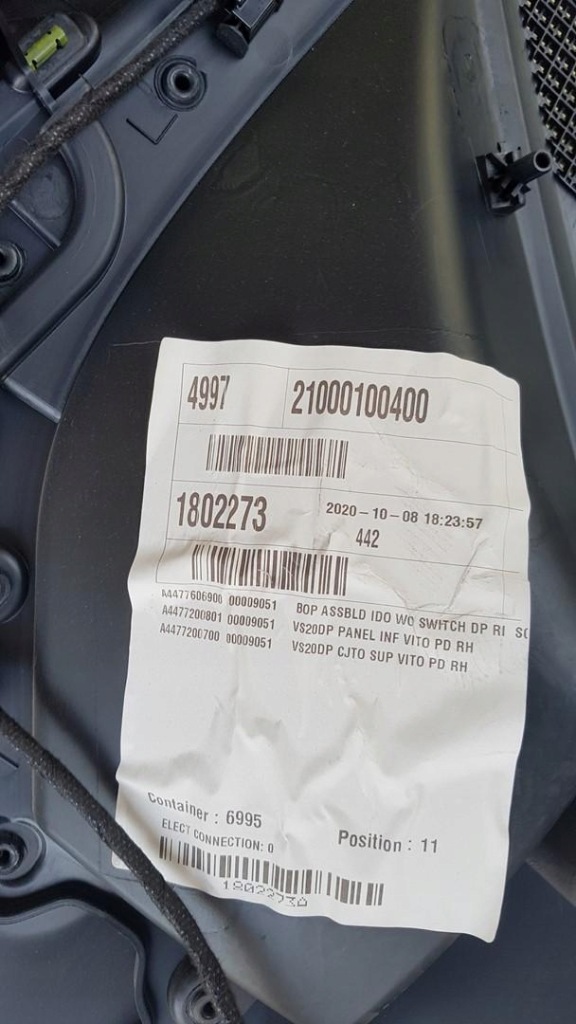 4997 21000100400
1802273 2020-10-08 18:23:57
442
A4477606900 00009051 BOP ASSBLD IDO WO SWITCH DP RI SC
A4477200801 00009051 VS20DP PANEL INF VITO PD RH
A4477200700 00009051 VS20DP CJTO SUP VITO PD RH
Container : 6995 Position : 11
ELECT CONNECTION: 0
1802273A